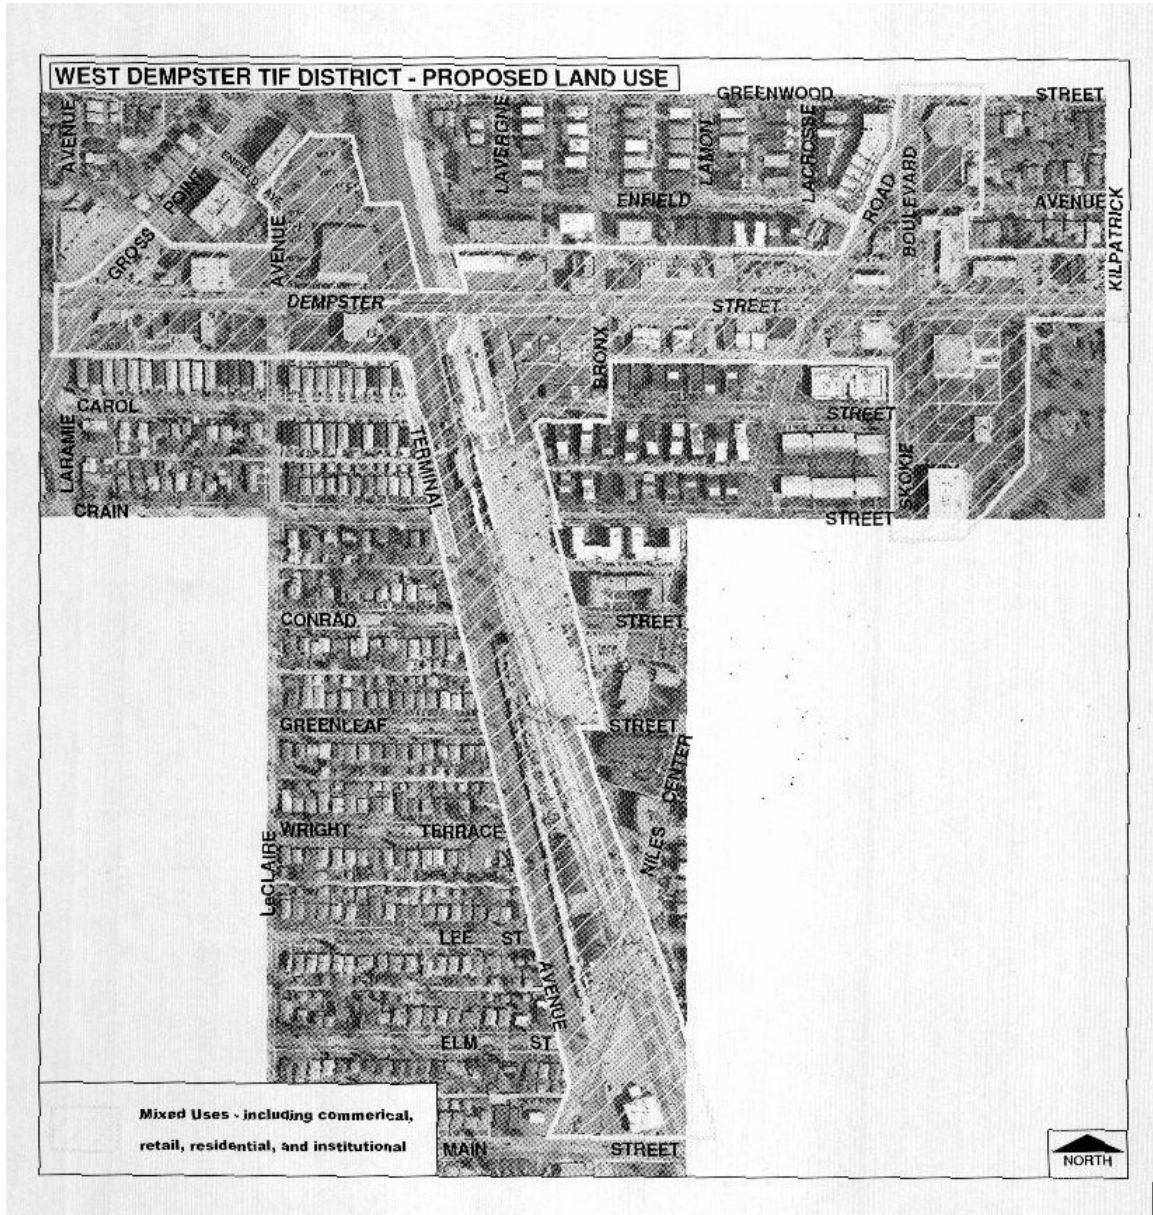 WEST DEMPSTER TIF DISTRICT - PROPOSED LAND USE
GREENWOOD STREET
AVENUE
LAVERGNE
LAMON
LACROSSE
ROAD
BOULEVARD
POINT
ENFIELD AVE
ENFIELD AVENUE
GROSS
AVENUE
KILPATRICK
DEMPSTER STREET
BRONX
CAROL STREET
LARAMIE
TERMINAL
SKOKIE
CRAIN STREET
CONRAD STREET
GREENLEAF STREET
CENTER
WRIGHT TERRACE
NILES
LeCLAIRE
LEE ST
AVENUE
ELM ST
Mixed Uses - including commerical,
retail, residential, and institutional
MAIN STREET
NORTH